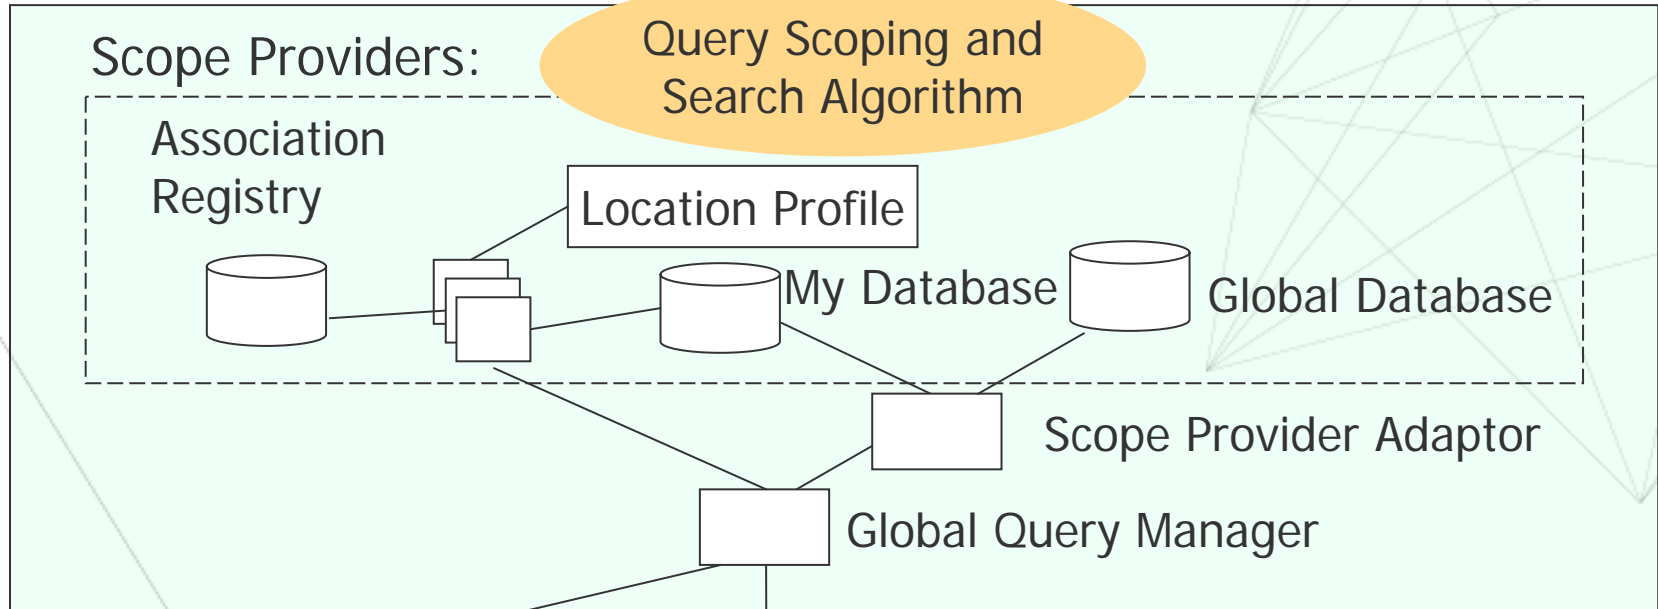 Query Scoping and
Search Algorithm
Scope Providers:
Association
Registry
Location Profile
My Database
Global Database
Scope Provider Adaptor
Global Query Manager